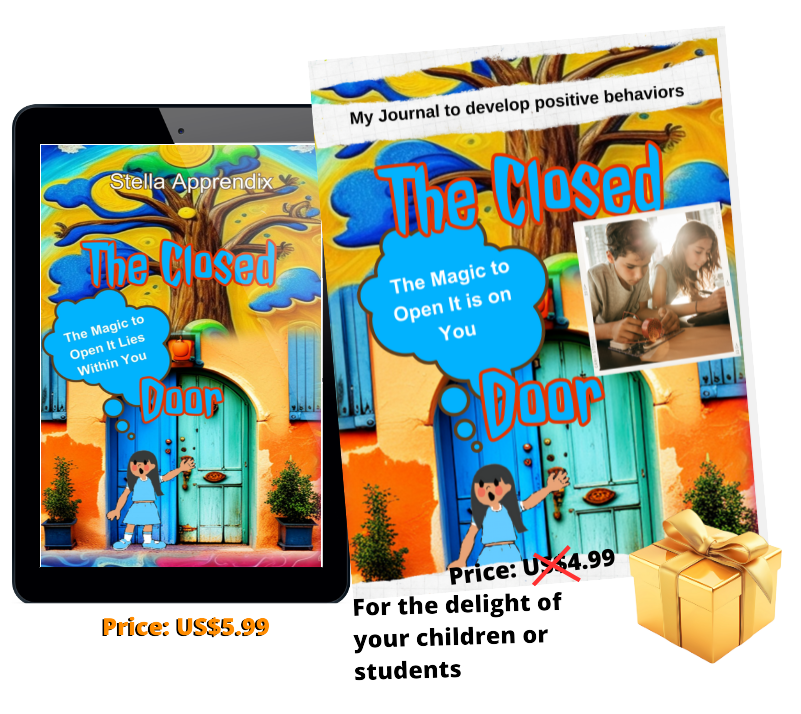 Stella Apprendix
The Closed
The Magic to
Open It Lies
Within You
Door
Price: US$5.99
My Journal to develop positive behaviors
The Closed
The Magic to
Open It is on
You
Door
Price: US$4.99
For the delight of
your children or
students